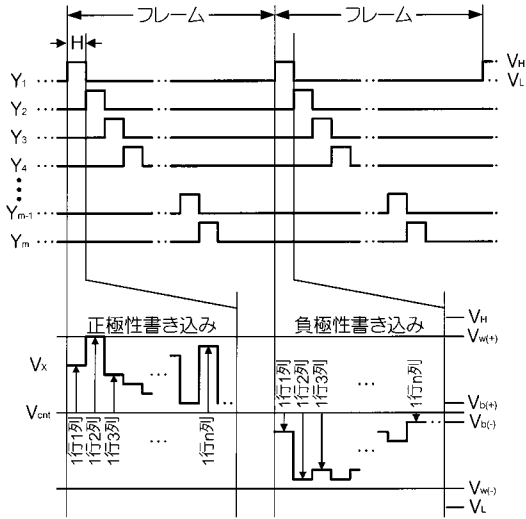 フレーム フレーム
H
VH
VL
Y1
Y2
Y3
Y4
Ym-1
Ym
正極性書き込み 負極性書き込み
VH
Vw(+)
VX
1行1列
1行2列
1行3列
1行n列
Vcnt
1行1列
1行2列
1行3列
1行n列
Vb(+)
Vb(-)
Vw(-)
VL